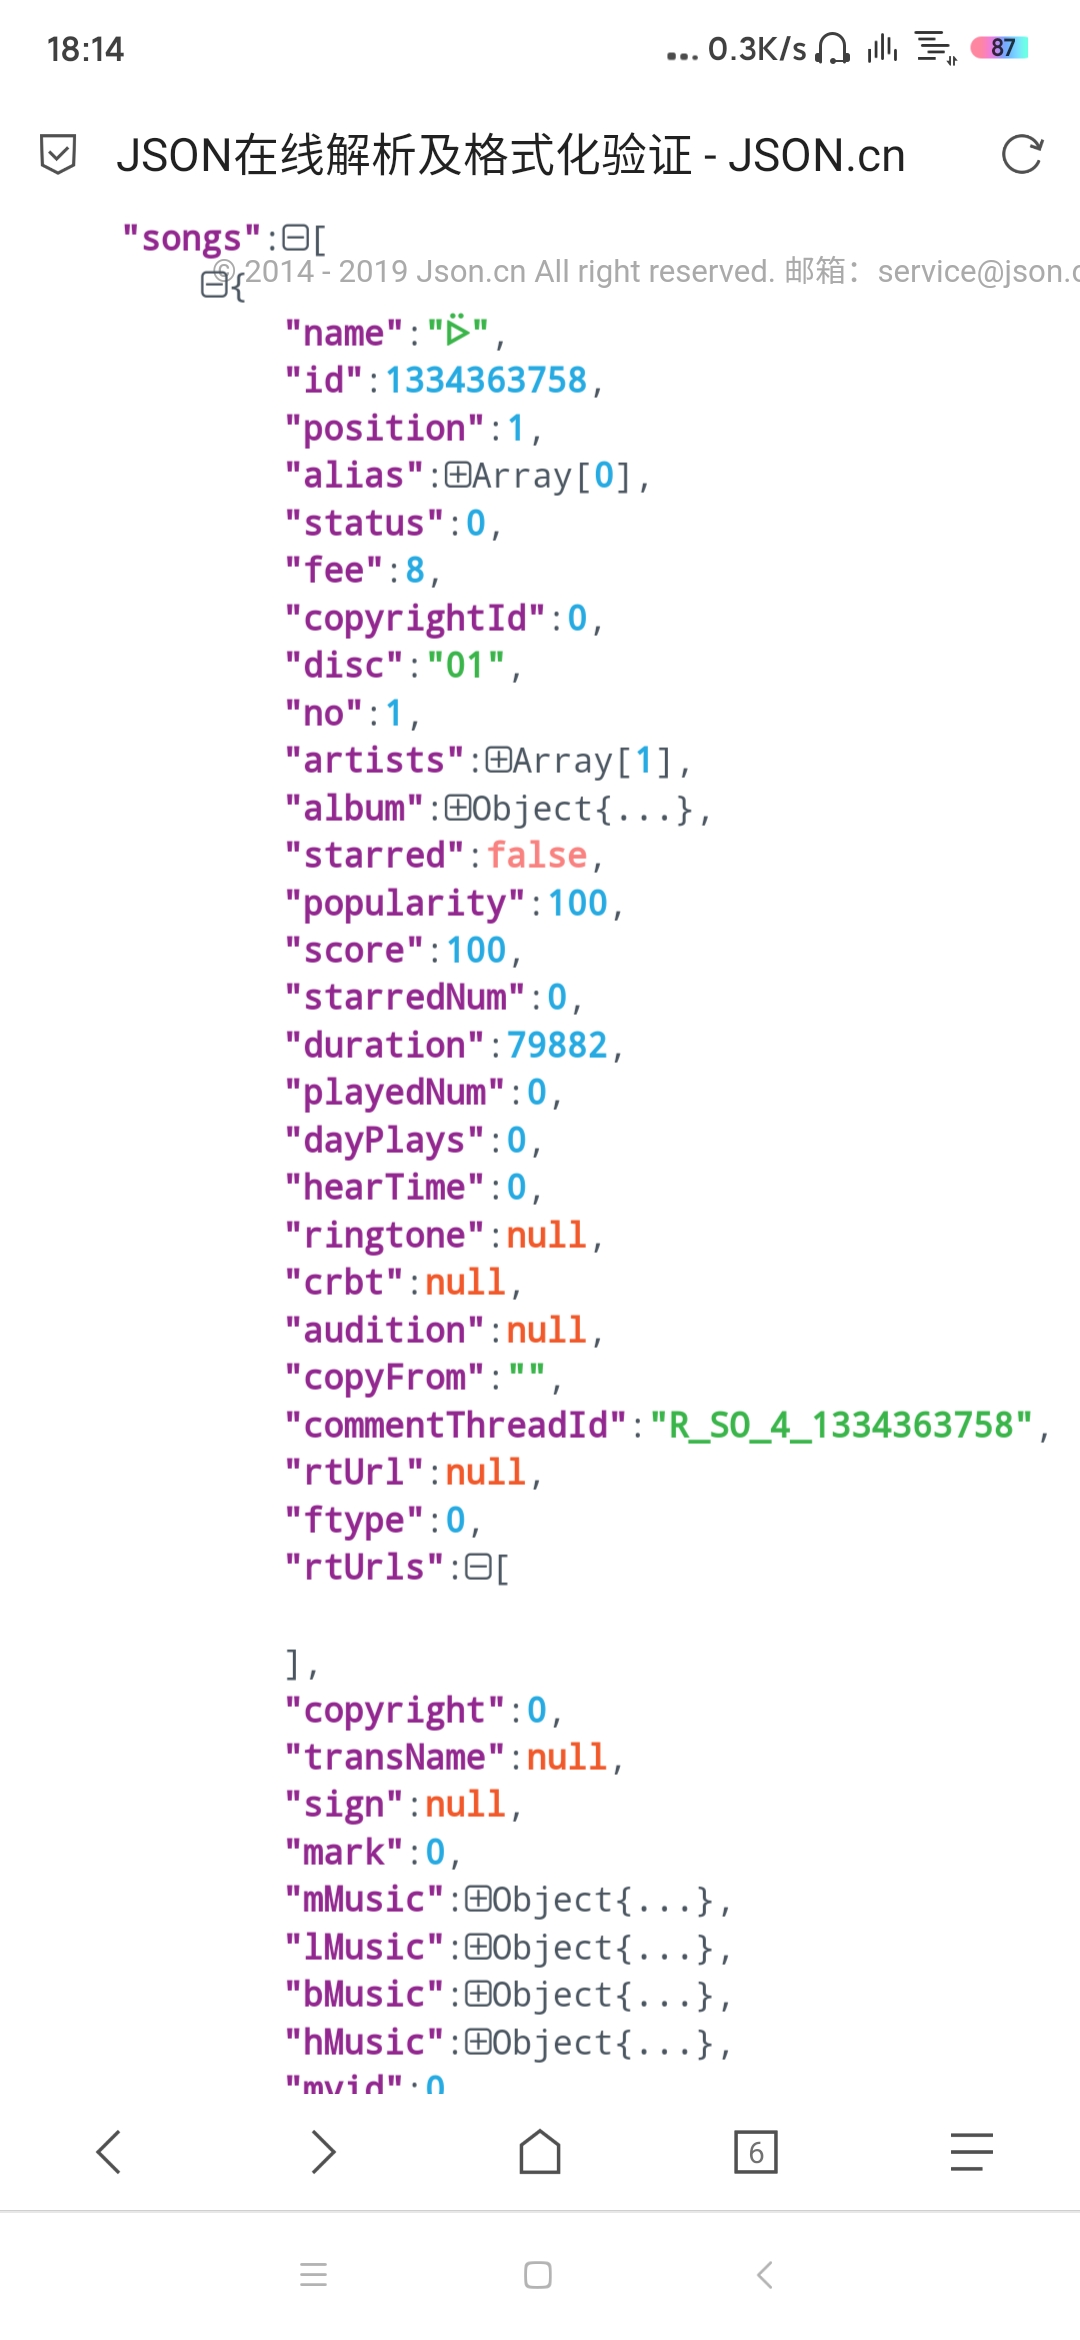 18:14
... 0.3K/s
87
JSON在线解析及格式化验证 - JSON.cn
"songs":[
© 2014 - 2019 Json.cn All right reserved. 邮箱：service@json.c
{
"name":"ᐖ",
"id":1334363758,
"position":1,
"alias":Array[0],
"status":0,
"fee":8,
"copyrightId":0,
"disc":"01",
"no":1,
"artists":Array[1],
"album":Object{...},
"starred":false,
"popularity":100,
"score":100,
"starredNum":0,
"duration":79882,
"playedNum":0,
"dayPlays":0,
"hearTime":0,
"ringtone":null,
"crbt":null,
"audition":null,
"copyFrom":"",
"commentThreadId":"R_SO_4_1334363758",
"rtUrl":null,
"ftype":0,
"rtUrls":[
],
"copyright":0,
"transName":null,
"sign":null,
"mark":0,
"mMusic":Object{...},
"lMusic":Object{...},
"bMusic":Object{...},
"hMusic":Object{...},
"mvid":0
6